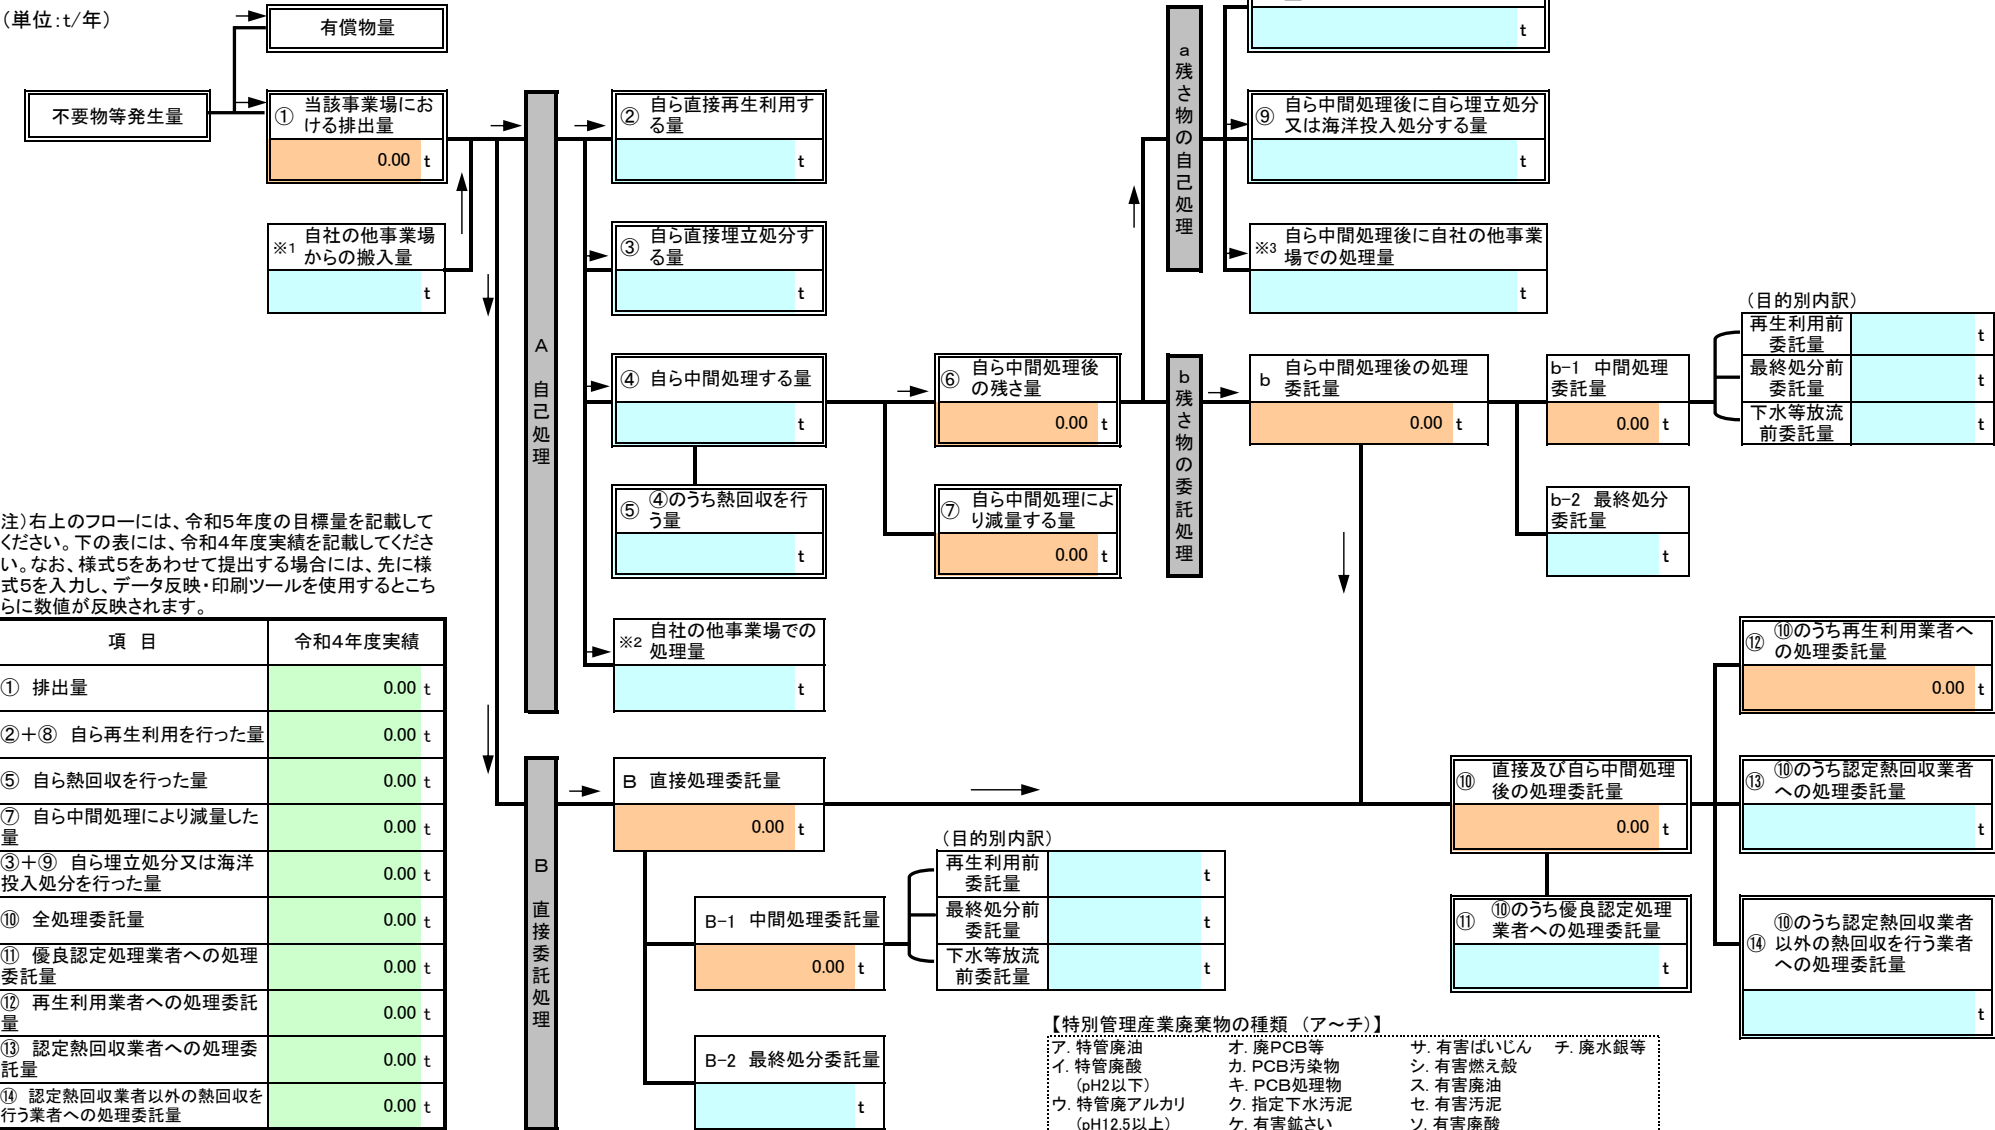 (単位:t/年)
有償物量
不要物等発生量
① 当該事業場にお
ける排出量
0.00 t
※1 自社の他事業場
からの搬入量
t
A 自己処理
② 自ら直接再生利用す
る量
t
③ 自ら直接埋立処分す
る量
t
④ 自ら中間処理する量
t
⑤ ④のうち熱回収を行
う量
t
※2 自社の他事業場での
処理量
t
⑥ 自ら中間処理後
の残さ量
0.00 t
⑦ 自ら中間処理によ
り減量する量
0.00 t
a 残さ物の自己処理
t
⑨ 自ら中間処理後に自ら埋立処分
又は海洋投入処分する量
t
※3 自ら中間処理後に自社の他事業
場での処理量
t
b 残さ物の委託処理
b 自ら中間処理後の処理
委託量
0.00 t
b-1 中間処理
委託量
0.00 t
(目的別内訳)
再生利用前
委託量
t
最終処分前
委託量
t
下水等放流
前委託量
t
b-2 最終処分
委託量
t
注)右上のフローには、令和5年度の目標量を記載して
ください。下の表には、令和4年度実績を記載してくださ
い。なお、様式5をあわせて提出する場合には、先に様
式5を入力し、データ反映・印刷ツールを使用するとこち
らに数値が反映されます。
項 目 令和4年度実績
① 排出量 0.00 t
②+⑧ 自ら再生利用を行った量 0.00 t
⑤ 自ら熱回収を行った量 0.00 t
⑦ 自ら中間処理により減量した
量 0.00 t
③+⑨ 自ら埋立処分又は海洋
投入処分を行った量 0.00 t
⑩ 全処理委託量 0.00 t
⑪ 優良認定処理業者への処理
委託量 0.00 t
⑫ 再生利用業者への処理委託
量 0.00 t
⑬ 認定熱回収業者への処理委
託量 0.00 t
⑭ 認定熱回収業者以外の熱回収を
行う業者への処理委託量 0.00 t
B 直接委託処理
B 直接処理委託量
0.00 t
B-1 中間処理委託量
0.00 t
(目的別内訳)
再生利用前
委託量
t
最終処分前
委託量
t
下水等放流
前委託量
t
B-2 最終処分委託量
t
⑩ 直接及び自ら中間処理
後の処理委託量
0.00 t
⑪ ⑩のうち優良認定処理
業者への処理委託量
t
⑫ ⑩のうち再生利用業者へ
の処理委託量
0.00 t
⑬ ⑩のうち認定熱回収業者
への処理委託量
t
⑭ ⑩のうち認定熱回収業者
以外の熱回収を行う業者
への処理委託量
t
【特別管理産業廃棄物の種類 (ア~チ)】
ア. 特管廃油 オ. 廃PCB等 サ. 有害ばいじん チ. 廃水銀等
イ. 特管廃酸 カ. PCB汚染物 シ. 有害燃え殻
(pH2以下) キ. PCB処理物 ス. 有害廃油
ウ. 特管廃アルカリ ク. 指定下水汚泥 セ. 有害汚泥
(pH12.5以上) ケ. 有害鉱さい ソ. 有害廃酸